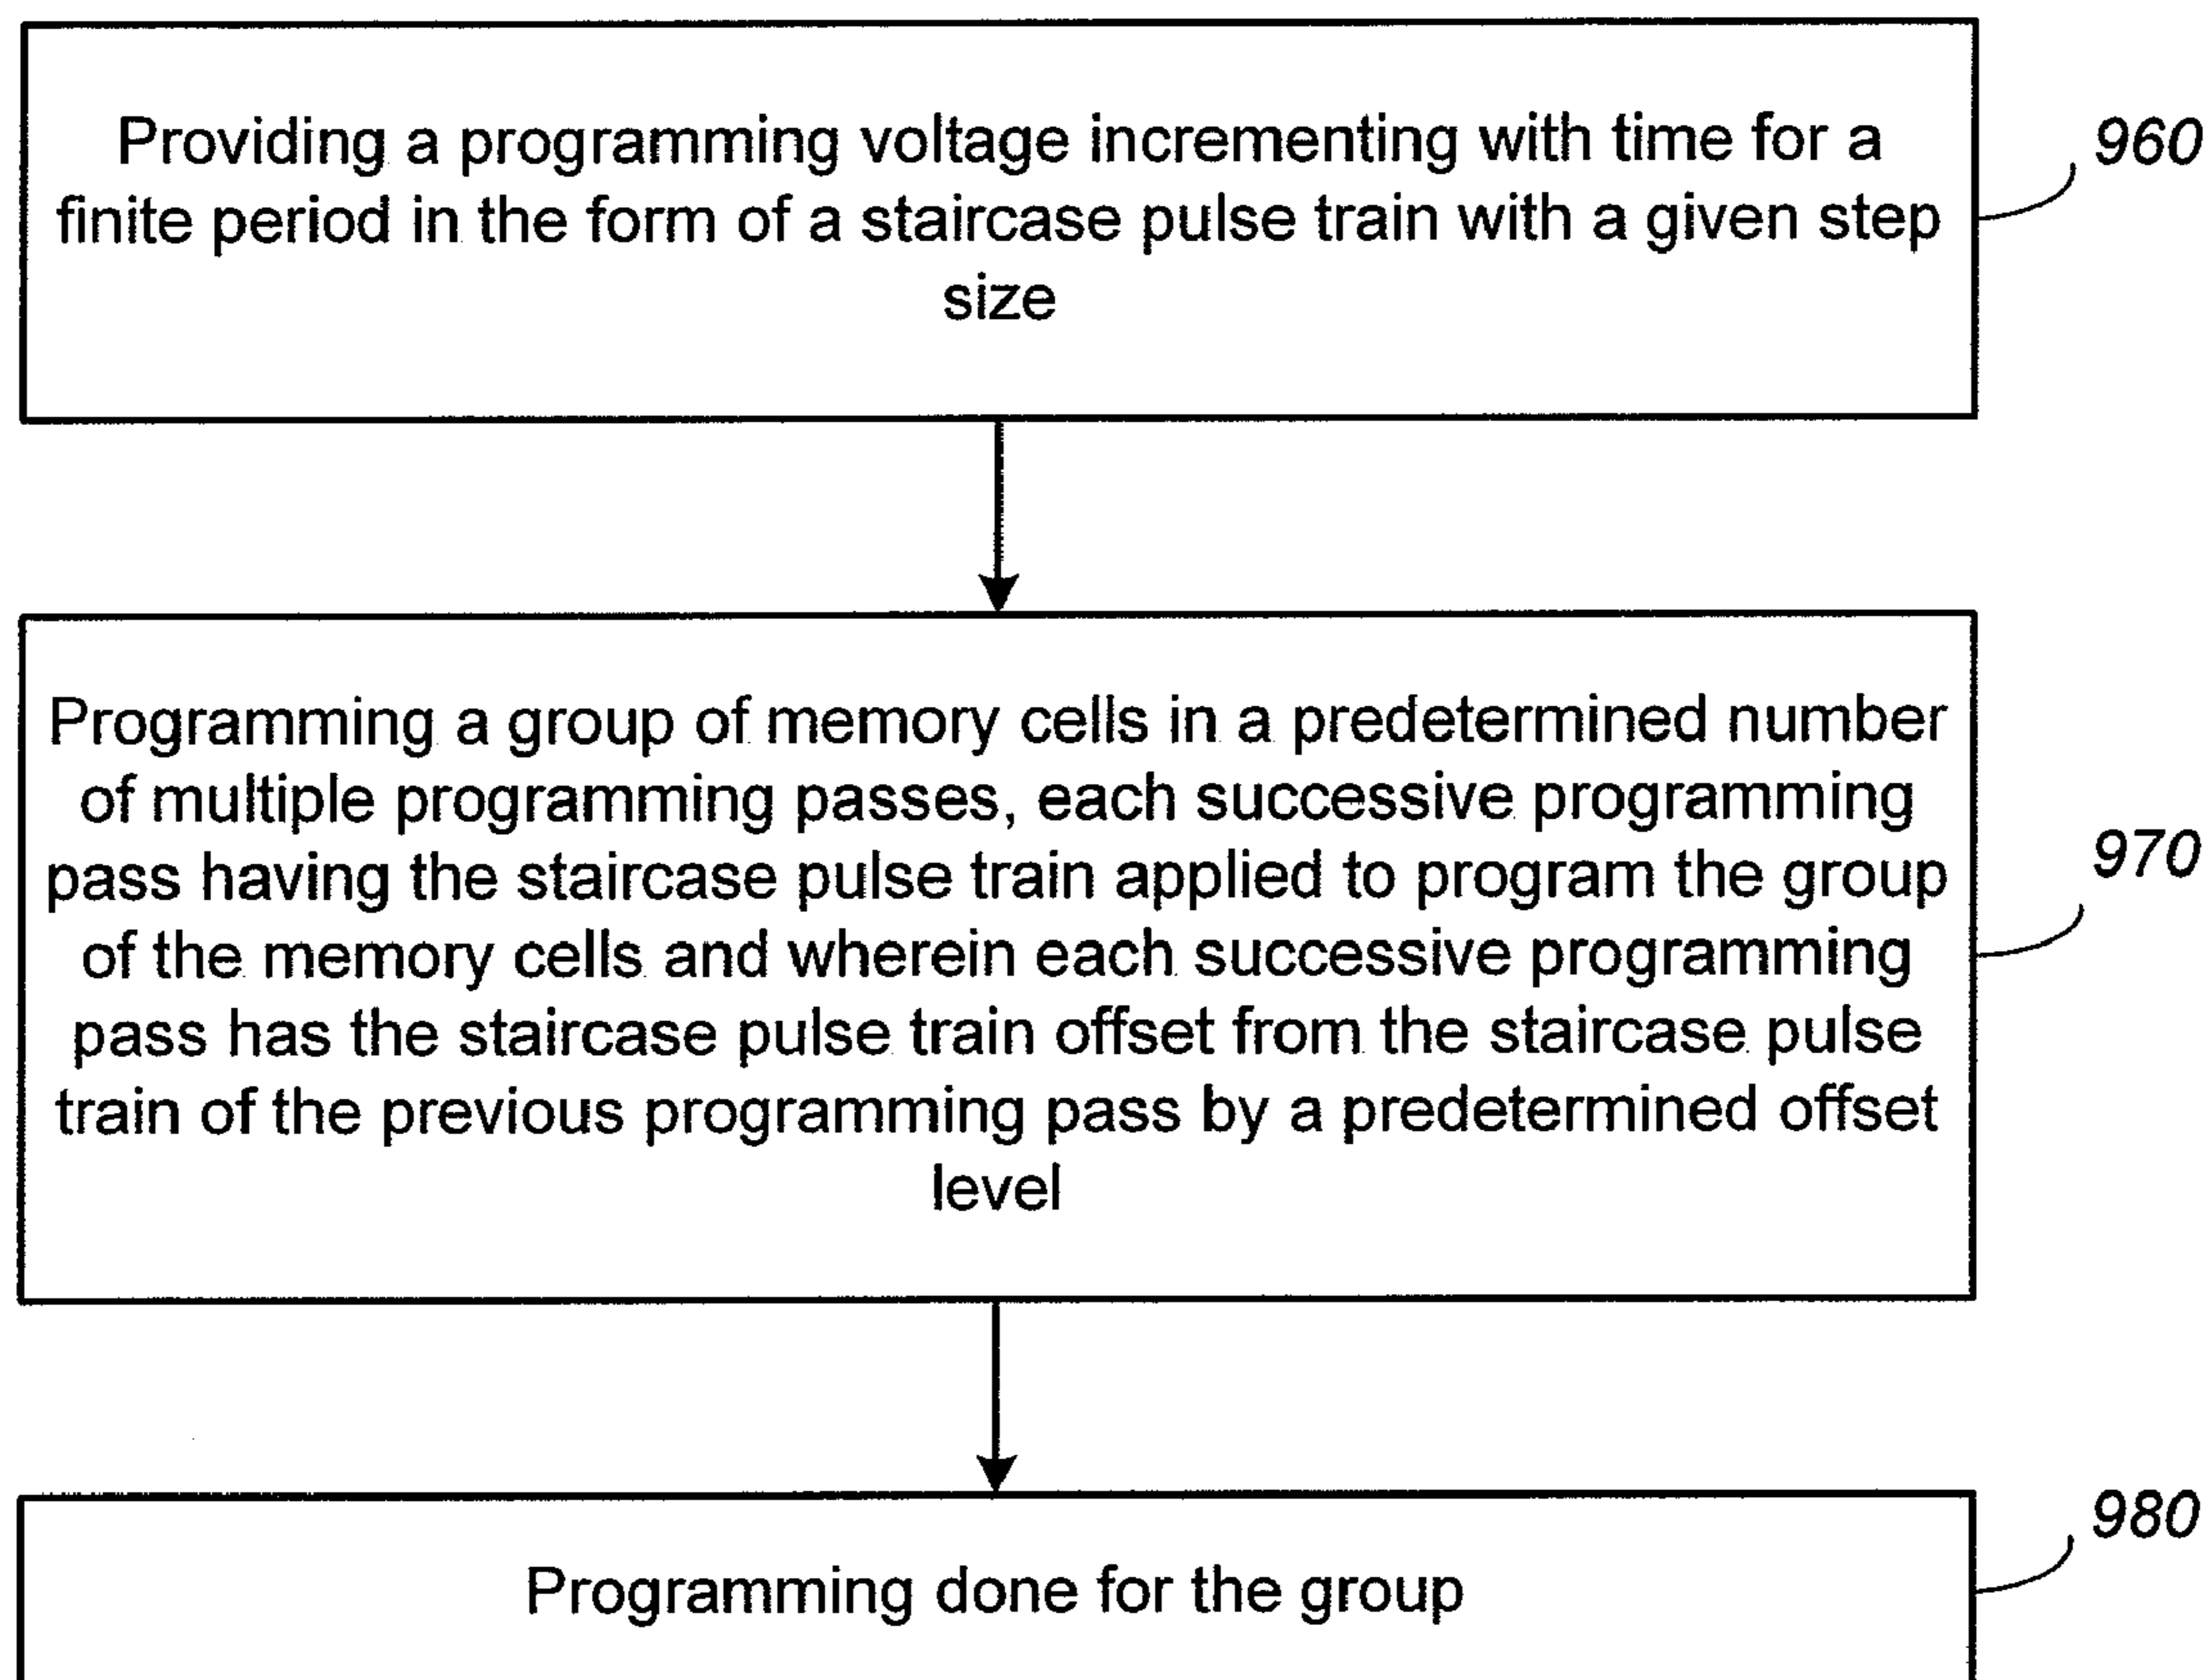 Providing a programming voltage incrementing with time for a
finite period in the form of a staircase pulse train with a given step
size
960
Programming a group of memory cells in a predetermined number
of multiple programming passes, each successive programming
pass having the staircase pulse train applied to program the group
of the memory cells and wherein each successive programming
pass has the staircase pulse train offset from the staircase pulse
train of the previous programming pass by a predetermined offset
level
970
Programming done for the group
980